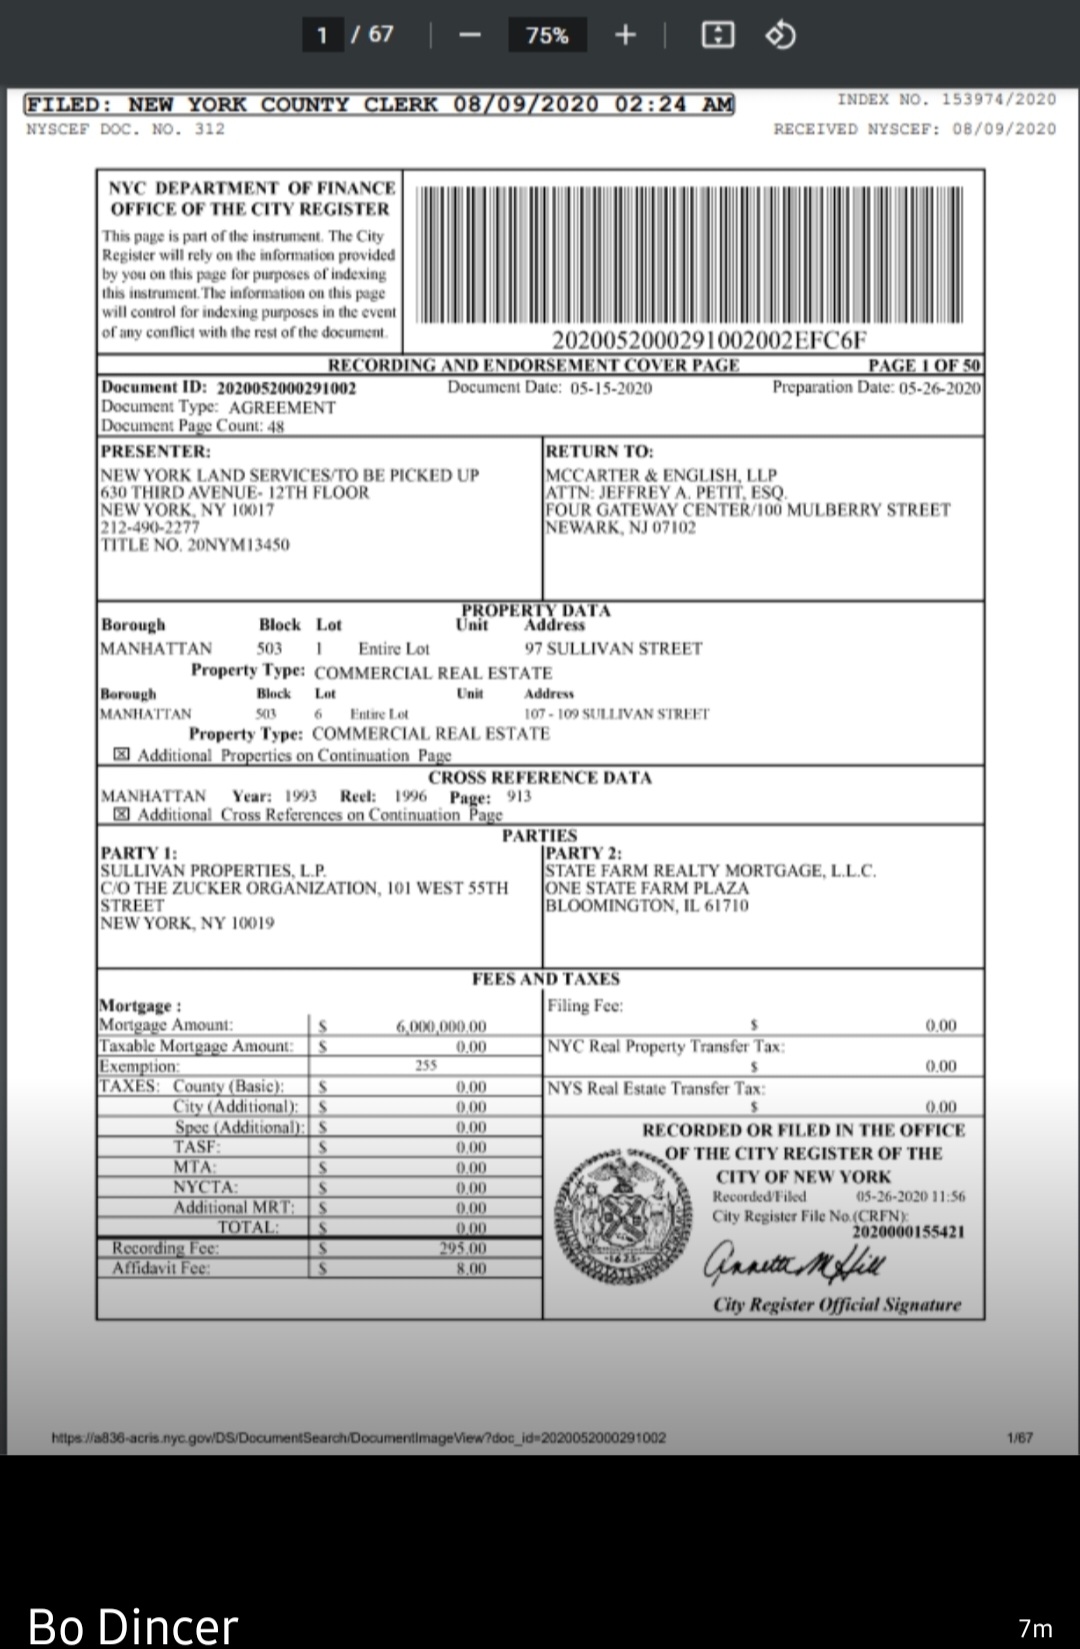 1 / 67 — 75% +
FILED: NEW YORK COUNTY CLERK 08/09/2020 02:24 AM
INDEX NO. 153974/2020
NYSCEF DOC. NO. 312
RECEIVED NYSCEF: 08/09/2020
NYC DEPARTMENT OF FINANCE
OFFICE OF THE CITY REGISTER
This page is part of the instrument. The City
Register will rely on the information provided
by you on this page for purposes of indexing
this instrument.The information on this page
will control for indexing purposes in the event
of any conflict with the rest of the document.
2020052000291002002EFC6F
RECORDING AND ENDORSEMENT COVER PAGE PAGE 1 OF 50
Document ID: 2020052000291002 Document Date: 05-15-2020 Preparation Date: 05-26-2020
Document Type: AGREEMENT
Document Page Count: 48
PRESENTER:
NEW YORK LAND SERVICES/TO BE PICKED UP
630 THIRD AVENUE- 12TH FLOOR
NEW YORK, NY 10017
212-490-2277
TITLE NO. 20NYM13450
RETURN TO:
MCCARTER & ENGLISH, LLP
ATTN: JEFFREY A. PETIT, ESQ.
FOUR GATEWAY CENTER/100 MULBERRY STREET
NEWARK, NJ 07102
PROPERTY DATA
Borough Block Lot Unit Address
MANHATTAN 503 1 Entire Lot 97 SULLIVAN STREET
Property Type: COMMERCIAL REAL ESTATE
Borough Block Lot Unit Address
MANHATTAN 503 6 Entire Lot 107 - 109 SULLIVAN STREET
Property Type: COMMERCIAL REAL ESTATE
☒ Additional Properties on Continuation Page
CROSS REFERENCE DATA
MANHATTAN Year: 1993 Reel: 1996 Page: 913
☒ Additional Cross References on Continuation Page
PARTIES
PARTY 1:
SULLIVAN PROPERTIES, L.P.
C/O THE ZUCKER ORGANIZATION, 101 WEST 55TH
STREET
NEW YORK, NY 10019
PARTY 2:
STATE FARM REALTY MORTGAGE, L.L.C.
ONE STATE FARM PLAZA
BLOOMINGTON, IL 61710
FEES AND TAXES
Mortgage :
Mortgage Amount: $ 6,000,000.00
Taxable Mortgage Amount: $ 0.00
Exemption: 255
TAXES: County (Basic): $ 0.00
City (Additional): $ 0.00
Spec (Additional): $ 0.00
TASF: $ 0.00
MTA: $ 0.00
NYCTA: $ 0.00
Additional MRT: $ 0.00
TOTAL: $ 0.00
Recording Fee: $ 295.00
Affidavit Fee: $ 8.00
Filing Fee:
$ 0.00
NYC Real Property Transfer Tax:
$ 0.00
NYS Real Estate Transfer Tax:
$ 0.00
RECORDED OR FILED IN THE OFFICE
OF THE CITY REGISTER OF THE
CITY OF NEW YORK
Recorded/Filed 05-26-2020 11:56
City Register File No.(CRFN):
2020000155421
Annette M Hill
City Register Official Signature
https://a836-acris.nyc.gov/DS/DocumentSearch/DocumentImageView?doc_id=2020052000291002
1/67
Bo Dincer
7m